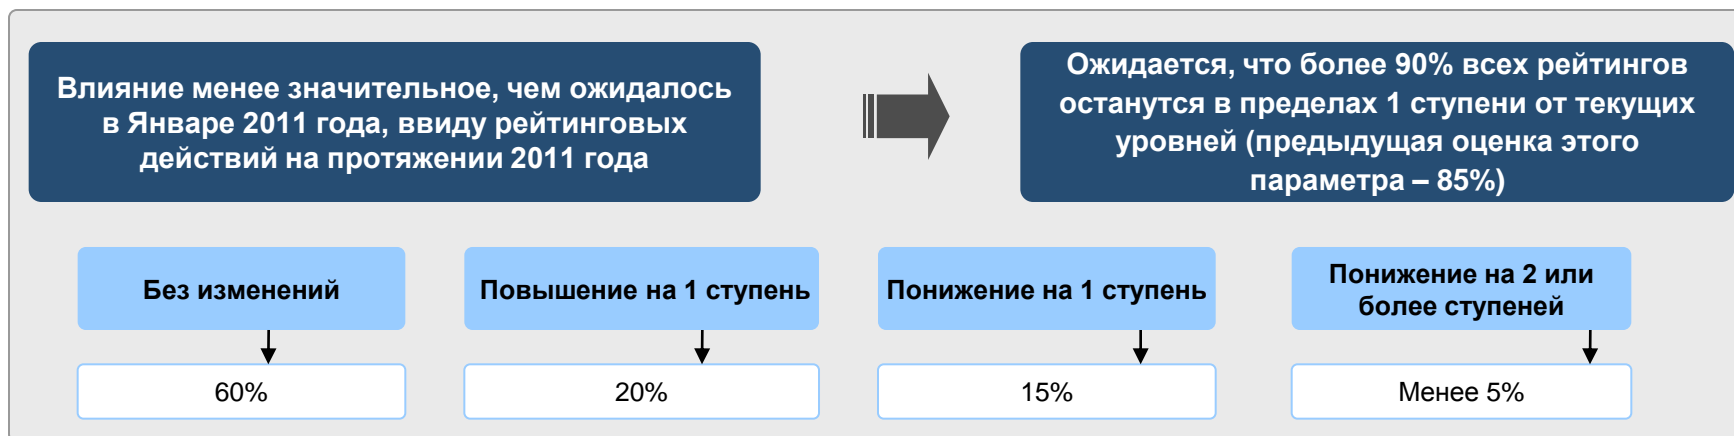 Влияние менее значительное, чем ожидалось
в Январе 2011 года, ввиду рейтинговых
действий на протяжении 2011 года
Ожидается, что более 90% всех рейтингов
останутся в пределах 1 ступени от текущих
уровней (предыдущая оценка этого
параметра – 85%)
Без изменений
Повышение на 1 ступень
Понижение на 1 ступень
Понижение на 2 или
более ступеней
60%
20%
15%
Менее 5%